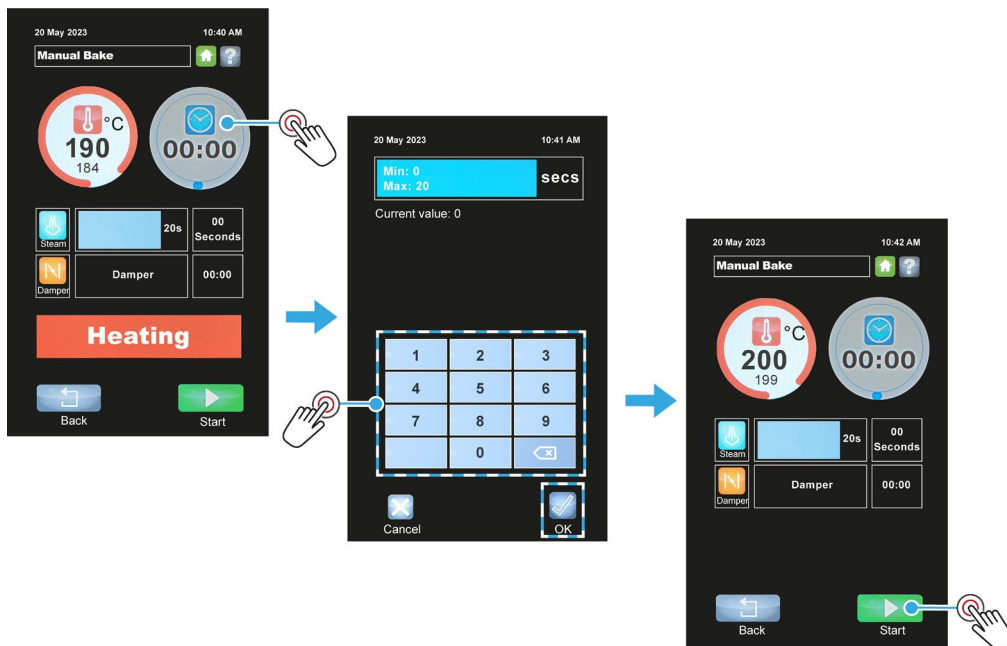 20 May 2023 10:40 AM
Manual Bake ?
°C
190
184
00:00
20s
00
Seconds
Steam
Damper
00:00
Damper
Heating
Back
Start
20 May 2023 10:41 AM
Min: 0
Max: 20
secs
Current value: 0
1 2 3
4 5 6
7 8 9
0
Cancel
OK
20 May 2023 10:42 AM
Manual Bake ?
°C
200
199
00:00
20s
00
Seconds
Steam
Damper
00:00
Damper
Back
Start